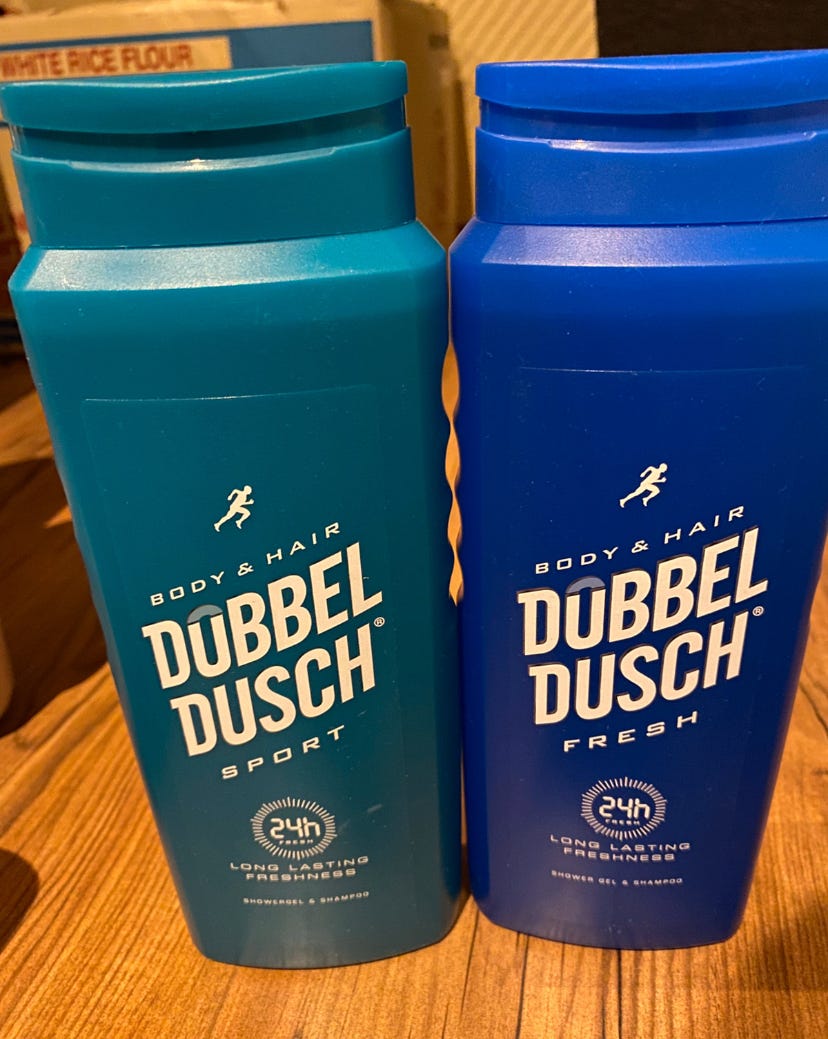 WHITE RICE FLOUR
BODY & HAIR
DUBBEL
DUSCH®
SPORT
24h
FRESH
LONG LASTING
FRESHNESS
SHOWERGEL & SHAMPOO
BODY & HAIR
DUBBEL
DUSCH®
FRESH
24h
FRESH
LONG LASTING
FRESHNESS
SHOWER GEL & SHAMPOO